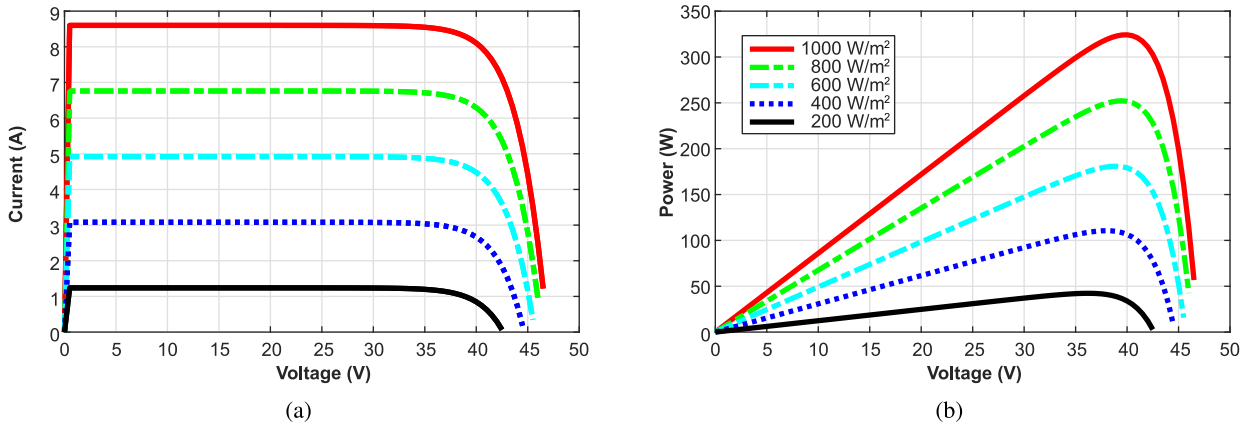 9
8
7
6
5
4
3
2
1
0
Current (A)
0 5 10 15 20 25 30 35 40 45 50
Voltage (V)
(a)
350
300
250
200
150
100
50
0
Power (W)
1000 W/m²
800 W/m²
600 W/m²
400 W/m²
200 W/m²
0 5 10 15 20 25 30 35 40 45 50
Voltage (V)
(b)